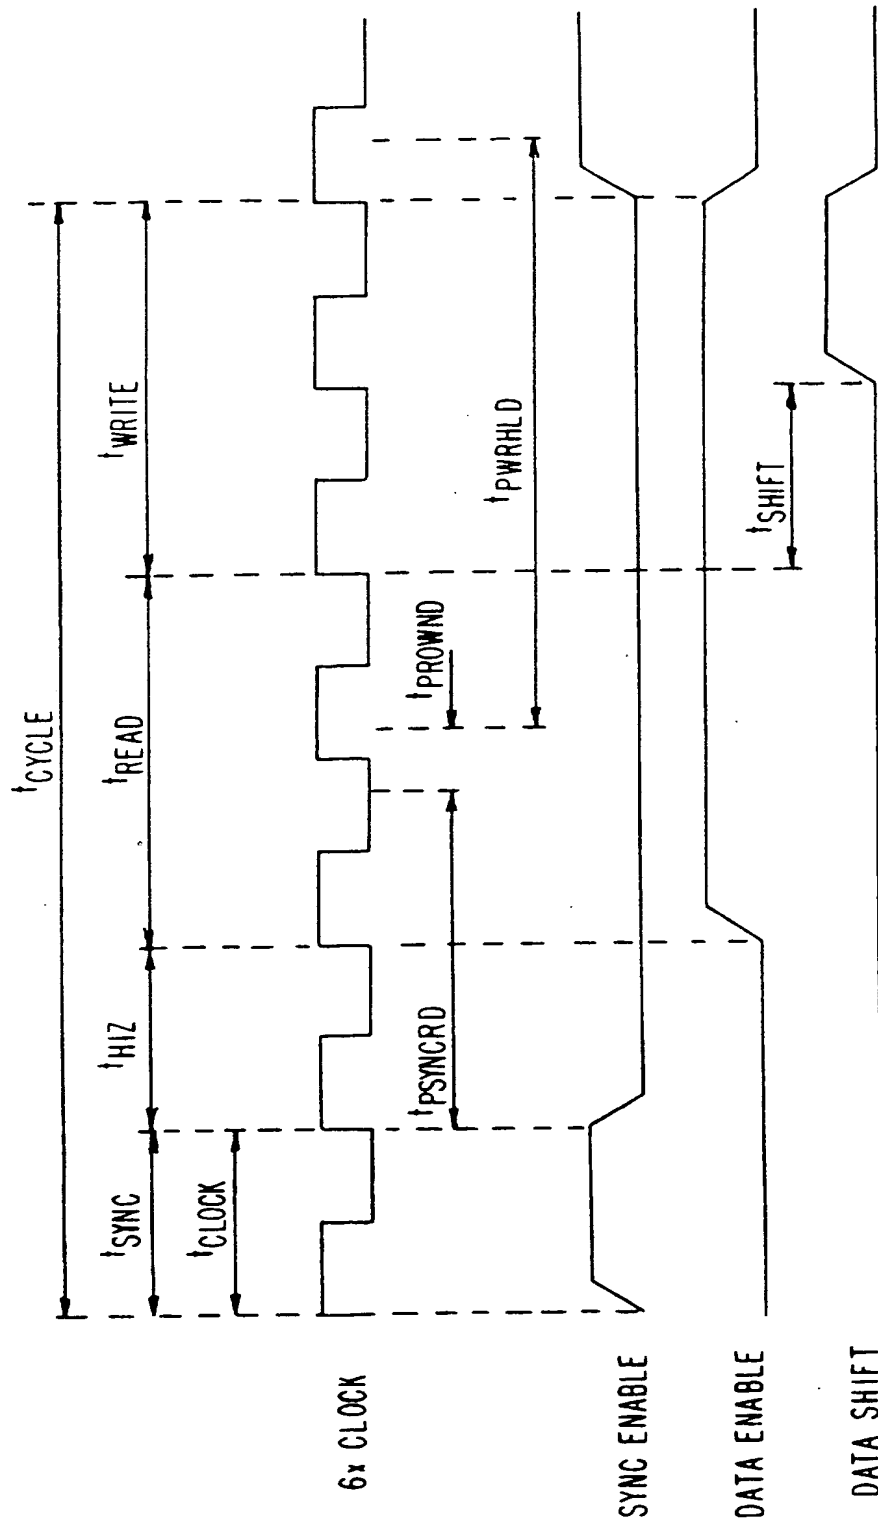 tCYCLE
tSYNC
tHIZ
tREAD
tWRITE
tCLOCK
6x CLOCK
tPSYNCRD
tPROWND
tPWRHLD
SYNC ENABLE
DATA ENABLE
tSHIFT
DATA SHIFT